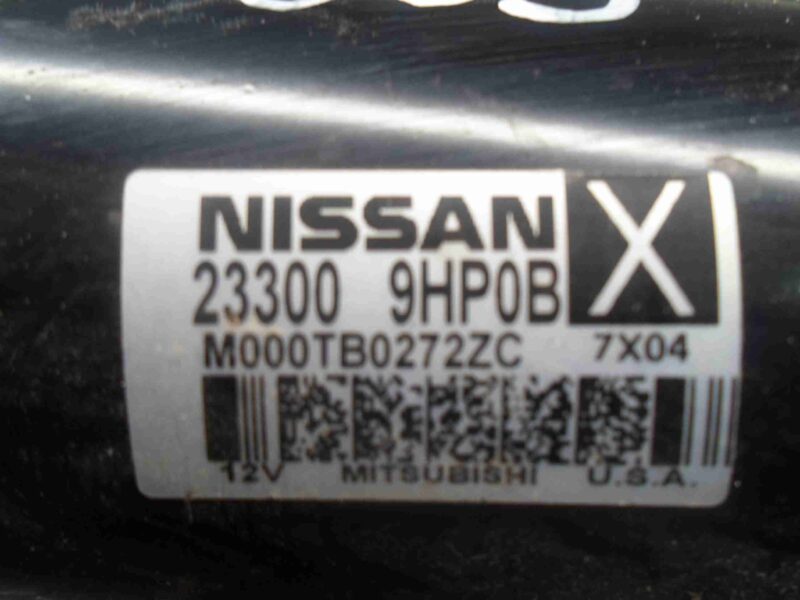 NISSAN X
23300 9HP0B
M000TB0272ZC 7X04
12V MITSUBISHI U.S.A.